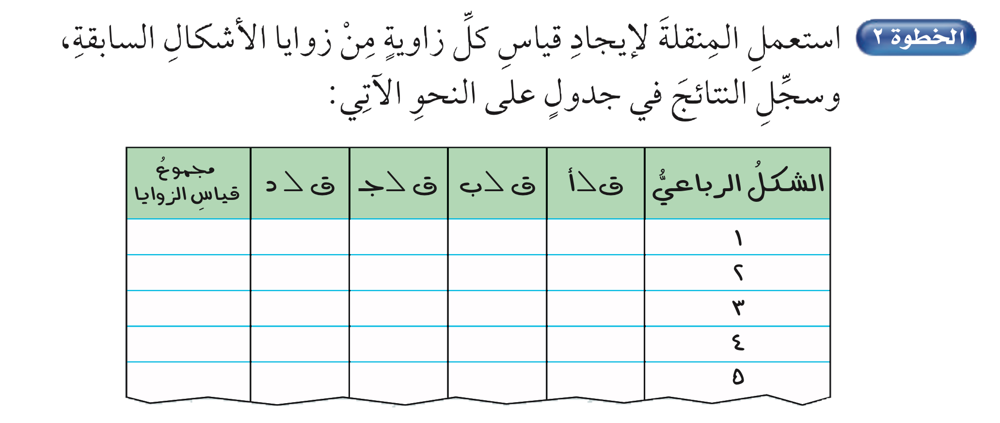 الخطوة ٢ استعملِ المِنقلةَ لإيجادِ قياسِ كلِّ زاويةٍ مِنْ زوايا الأشكالِ السابقةِ،
وسجِّلِ النتائجَ في جدولٍ على النحوِ الآتِي:
الشكلُ الرباعيُّ ق∠أ ق∠ب ق∠جـ ق∠د مجموعُ قياسِ الزوايا
١
٢
٣
٤
٥